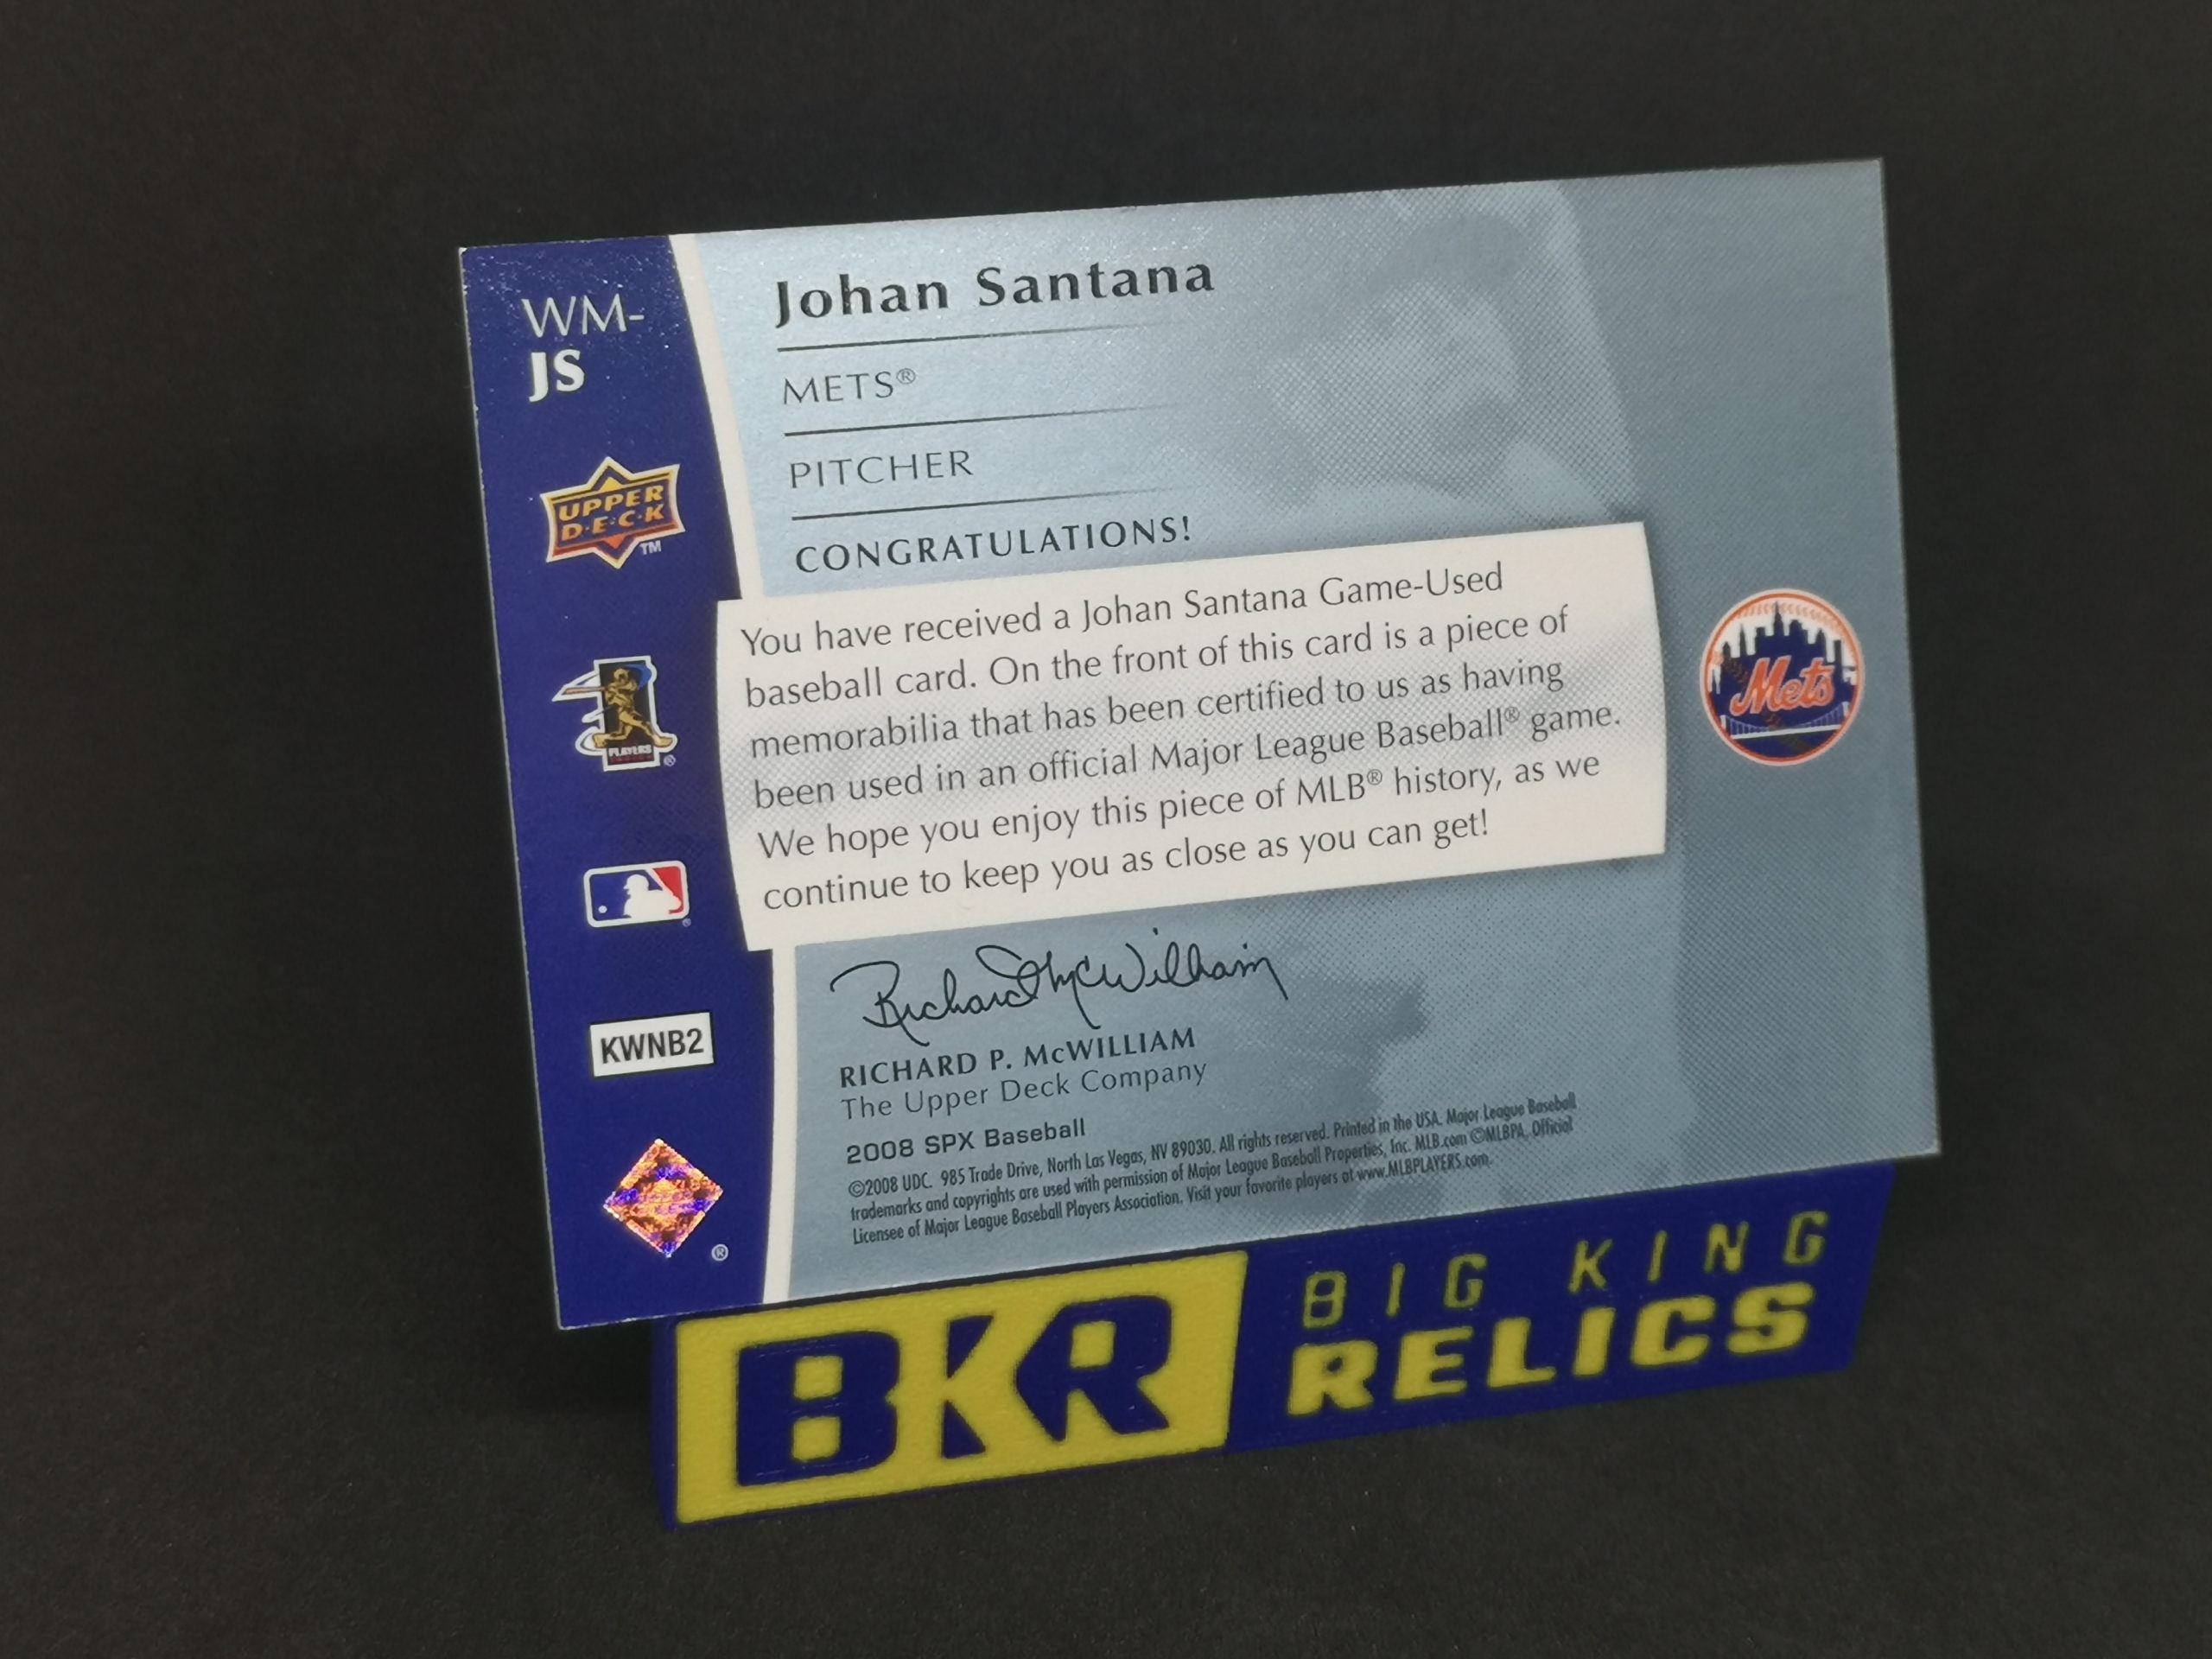 WM-
JS
UPPER
D·E·C·K
TM
PLAYERS
®
®
KWNB2
®
Johan Santana
METS®
PITCHER
CONGRATULATIONS!
You have received a Johan Santana Game-Used
baseball card. On the front of this card is a piece of
memorabilia that has been certified to us as having
been used in an official Major League Baseball® game.
We hope you enjoy this piece of MLB® history, as we
continue to keep you as close as you can get!
Mets
Richard McWilliam
RICHARD P. McWILLIAM
The Upper Deck Company
2008 SPX Baseball
©2008 UDC. 985 Trade Drive, North Las Vegas, NV 89030. All rights reserved. Printed in the USA. Major League Baseball
trademarks and copyrights are used with permission of Major League Baseball Properties, Inc. MLB.com ©MLBPA, Official
Licensee of Major League Baseball Players Association. Visit your favorite players at www.MLBPLAYERS.com.
BKR
BIG KING
RELICS